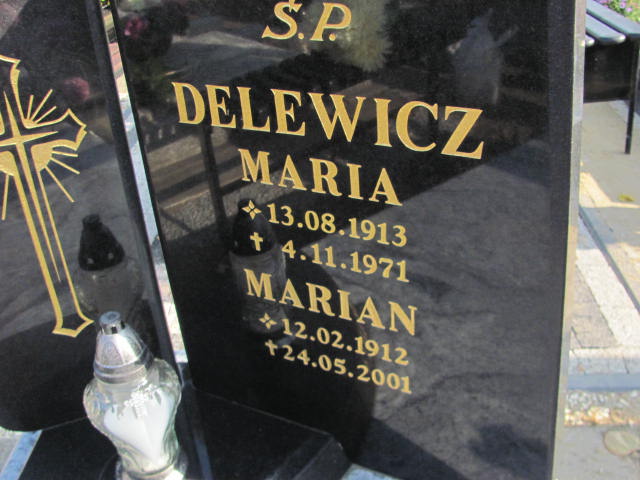 Ś.P.
DELEWICZ
MARIA
13.08.1913
4.11.1971
MARIAN
12.02.1912
24.05.2001